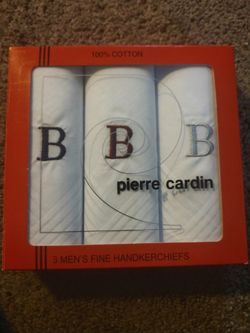 100% COTTON
B B B
pierre cardin
3 MEN'S FINE HANDKERCHIEFS